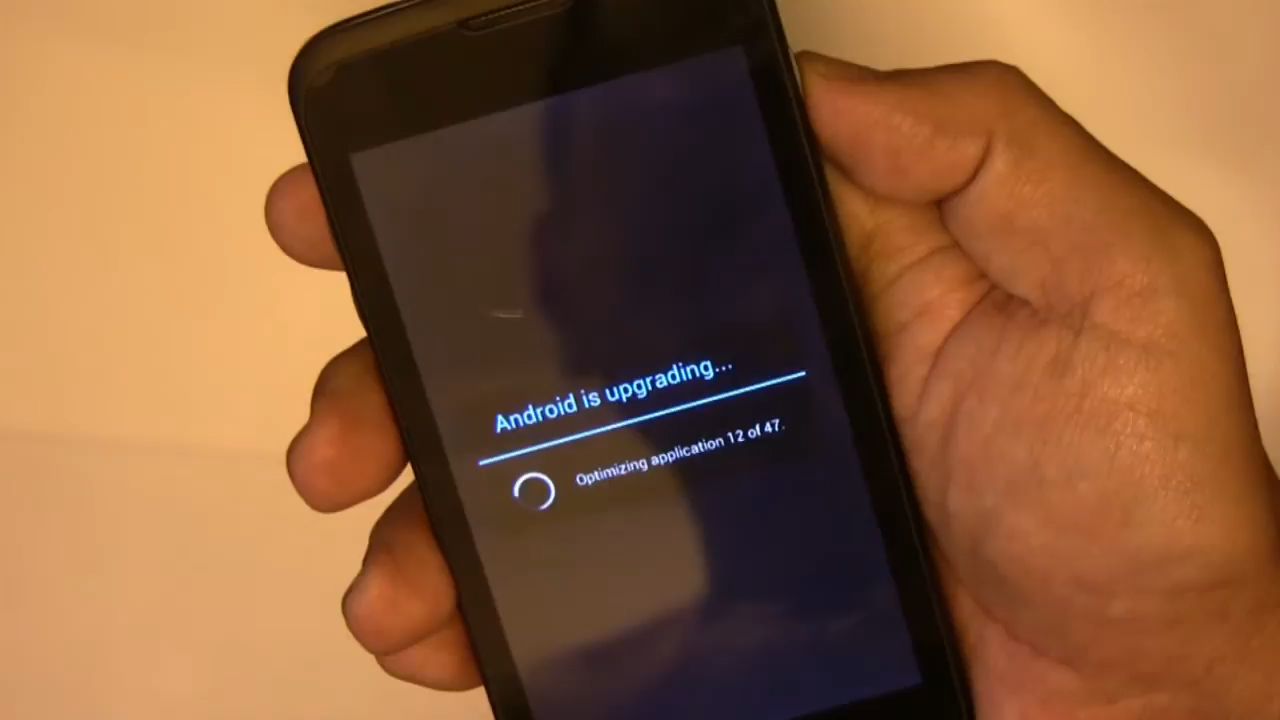 Android is upgrading...
Optimizing application 12 of 47.